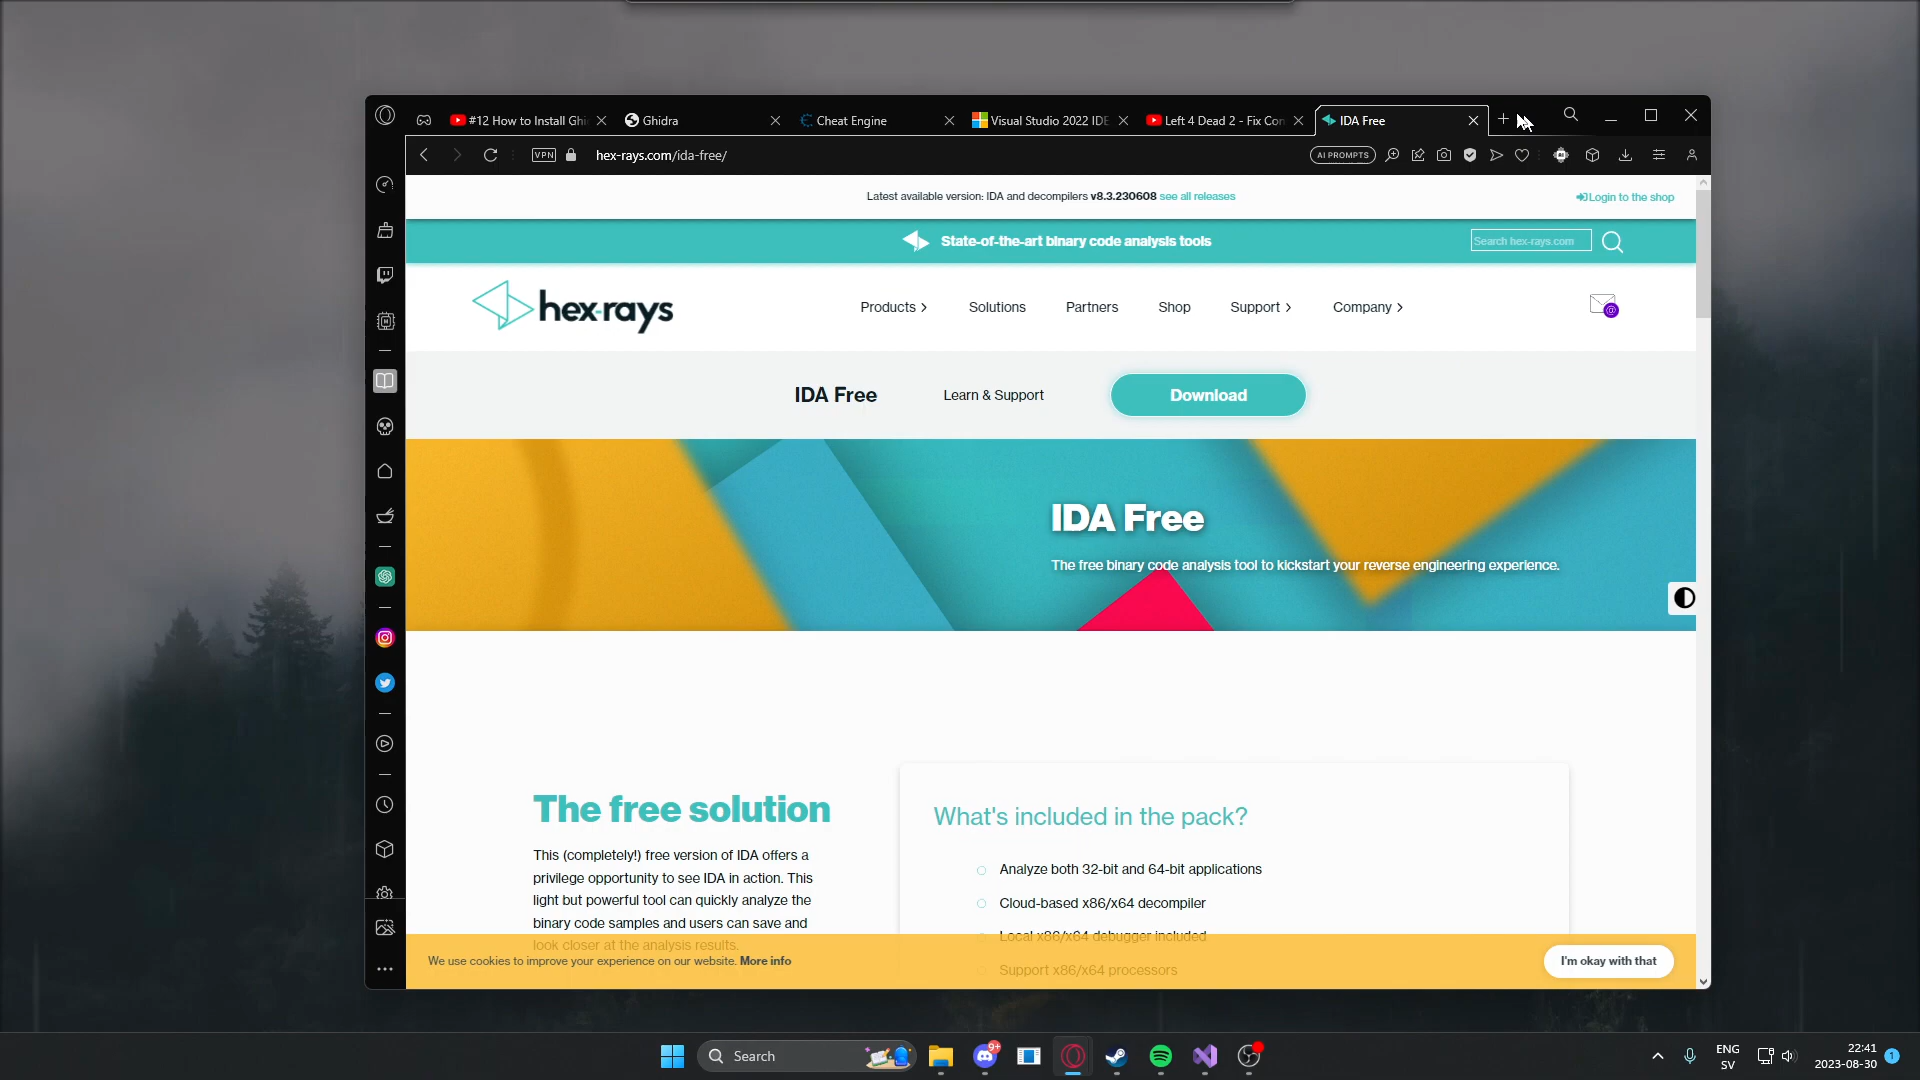 #12 How to Install Ghi
Ghidra
Cheat Engine
Visual Studio 2022 IDE
Left 4 Dead 2 - Fix Con
IDA Free
VPN
hex-rays.com/ida-free/
AI PROMPTS
Latest available version: IDA and decompilers v8.3.230608 see all releases
Login to the shop
State-of-the-art binary code analysis tools
Search hex-rays.com
hex-rays
Products
Solutions
Partners
Shop
Support
Company
@
IDA Free
Learn & Support
Download
IDA Free
The free binary code analysis tool to kickstart your reverse engineering experience.
The free solution
This (completely!) free version of IDA offers a
privilege opportunity to see IDA in action. This
light but powerful tool can quickly analyze the
binary code samples and users can save and
look closer at the analysis results.
What's included in the pack?
Analyze both 32-bit and 64-bit applications
Cloud-based x86/x64 decompiler
Local x86/x64 debugger included
Support x86/x64 processors
We use cookies to improve your experience on our website. More info
I'm okay with that
Search
9+
ENG
SV
22:41
2023-08-30
1